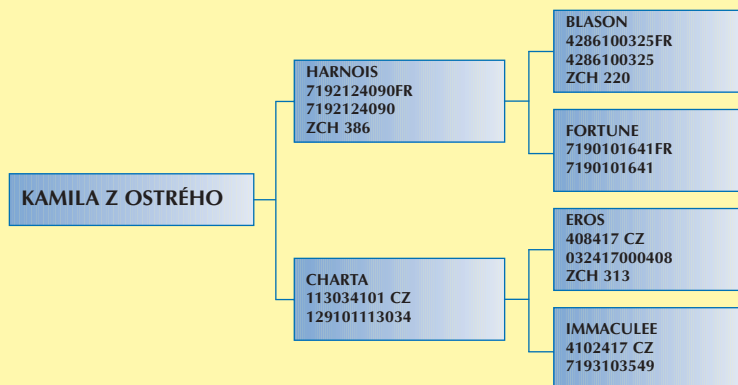 KAMILA Z OSTRÉHO
HARNOIS
7192124090FR
7192124090
ZCH 386
CHARTA
113034101 CZ
129101113034
BLASON
4286100325FR
4286100325
ZCH 220
FORTUNE
7190101641FR
7190101641
EROS
408417 CZ
032417000408
ZCH 313
IMMACULEE
4102417 CZ
7193103549